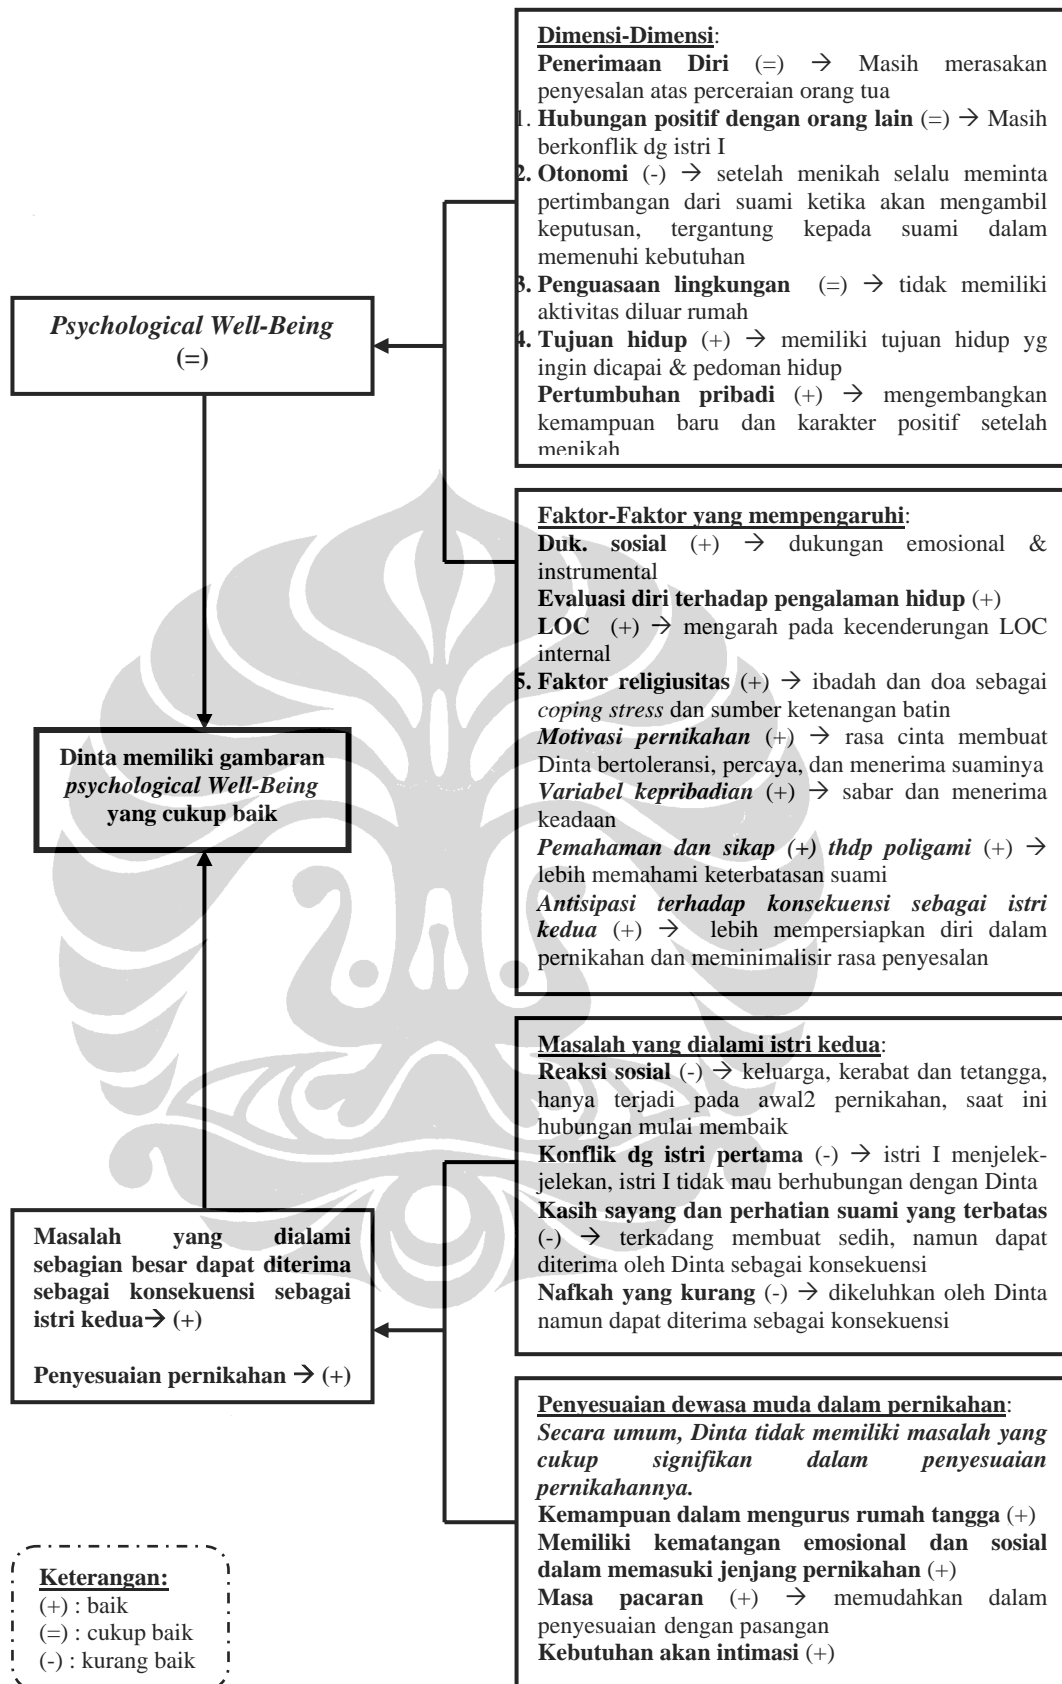 Dimensi-Dimensi:
Penerimaan Diri (=) → Masih merasakan
penyesalan atas perceraian orang tua
1. Hubungan positif dengan orang lain (=) → Masih
berkonflik dg istri I
2. Otonomi (-) → setelah menikah selalu meminta
pertimbangan dari suami ketika akan mengambil
keputusan, tergantung kepada suami dalam
memenuhi kebutuhan
3. Penguasaan lingkungan (=) → tidak memiliki
aktivitas diluar rumah
4. Tujuan hidup (+) → memiliki tujuan hidup yg
ingin dicapai & pedoman hidup
Pertumbuhan pribadi (+) → mengembangkan
kemampuan baru dan karakter positif setelah
menikah
Psychological Well-Being
(=)
Faktor-Faktor yang mempengaruhi:
Duk. sosial (+) → dukungan emosional &
instrumental
Evaluasi diri terhadap pengalaman hidup (+)
LOC (+) → mengarah pada kecenderungan LOC
internal
5. Faktor religiusitas (+) → ibadah dan doa sebagai
coping stress dan sumber ketenangan batin
Motivasi pernikahan (+) → rasa cinta membuat
Dinta bertoleransi, percaya, dan menerima suaminya
Variabel kepribadian (+) → sabar dan menerima
keadaan
Pemahaman dan sikap (+) thdp poligami (+) →
lebih memahami keterbatasan suami
Antisipasi terhadap konsekuensi sebagai istri
kedua (+) → lebih mempersiapkan diri dalam
pernikahan dan meminimalisir rasa penyesalan
Dinta memiliki gambaran
psychological Well-Being
yang cukup baik
Masalah yang dialami istri kedua:
Reaksi sosial (-) → keluarga, kerabat dan tetangga,
hanya terjadi pada awal2 pernikahan, saat ini
hubungan mulai membaik
Konflik dg istri pertama (-) → istri I menjelek-
jelekan, istri I tidak mau berhubungan dengan Dinta
Kasih sayang dan perhatian suami yang terbatas
(-) → terkadang membuat sedih, namun dapat
diterima oleh Dinta sebagai konsekuensi
Nafkah yang kurang (-) → dikeluhkan oleh Dinta
namun dapat diterima sebagai konsekuensi
Masalah yang dialami
sebagian besar dapat diterima
sebagai konsekuensi sebagai
istri kedua→ (+)
Penyesuaian pernikahan → (+)
Penyesuaian dewasa muda dalam pernikahan:
Secara umum, Dinta tidak memiliki masalah yang
cukup signifikan dalam penyesuaian
pernikahannya.
Kemampuan dalam mengurus rumah tangga (+)
Memiliki kematangan emosional dan sosial
dalam memasuki jenjang pernikahan (+)
Masa pacaran (+) → memudahkan dalam
penyesuaian dengan pasangan
Kebutuhan akan intimasi (+)
Keterangan:
(+) : baik
(=) : cukup baik
(-) : kurang baik